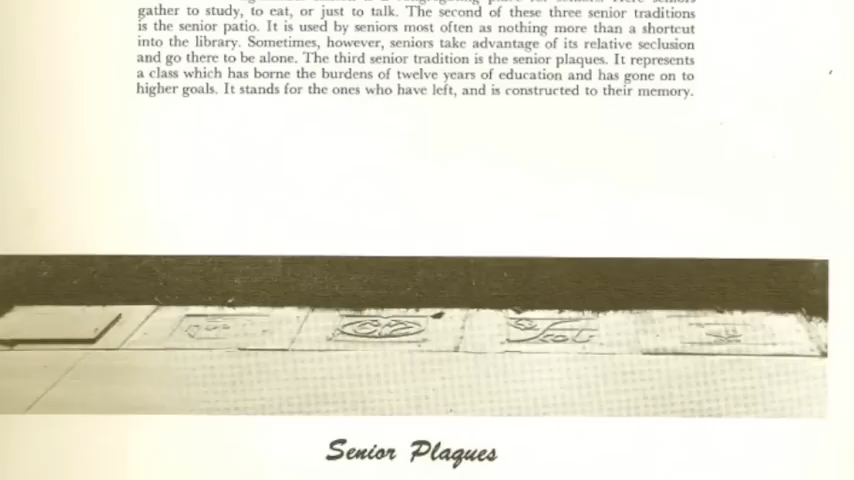 gather to study, to eat, or just to talk. The second of these three senior traditions
is the senior patio. It is used by seniors most often as nothing more than a shortcut
into the library. Sometimes, however, seniors take advantage of its relative seclusion
and go there to be alone. The third senior tradition is the senior plaques. It represents
a class which has borne the burdens of twelve years of education and has gone on to
higher goals. It stands for the ones who have left, and is constructed to their memory.
Senior Plaques